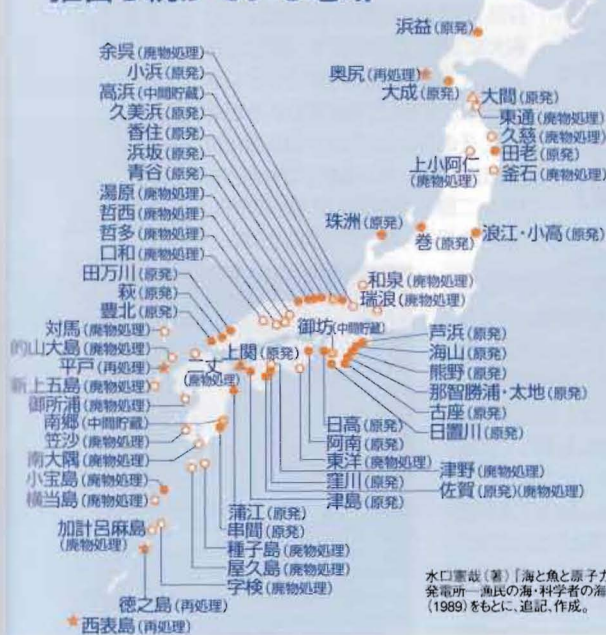 浜益(原発)
余呉(廃物処理)
小浜(原発)
高浜(中間貯蔵)
久美浜(原発)
香住(原発)
浜坂(原発)
青谷(原発)
湯原(廃物処理)
哲西(廃物処理)
哲多(廃物処理)
口和(廃物処理)
田万川(原発)
萩(原発)
豊北(原発)
対馬(廃物処理)
的山大島(廃物処理)
平戸(再処理)
新上五島(廃物処理)
御所浦(廃物処理)
南郷(中間貯蔵)
笠沙(廃物処理)
南大隅(廃物処理)
小宝島(廃物処理)
横当島(廃物処理)
加計呂麻島
(廃物処理)
徳之島(再処理)
西表島(再処理)
奥尻(再処理)
大成(原発)
大間(原発)
東通(廃物処理)
久慈(廃物処理)
田老(原発)
上小阿仁
(廃物処理)
釜石(廃物処理)
珠洲(原発)
巻(原発)
浪江・小高(原発)
和泉(廃物処理)
瑞浪(廃物処理)
御坊(中間貯蔵)
上関(原発)
二丈
(廃物処理)
芦浜(原発)
海山(原発)
熊野(原発)
那智勝浦・太地(原発)
古座(原発)
日置川(原発)
日高(原発)
阿南(原発)
東洋(廃物処理)
津野(廃物処理)
窪川(原発)
佐賀(原発)(廃物処理)
津島(原発)
蒲江(原発)
串間(原発)
種子島(廃物処理)
屋久島(廃物処理)
宇検(廃物処理)
水口憲哉(著)『海と魚と原子力
発電所―漁民の海・科学者の海
(1989)をもとに、追記、作成。